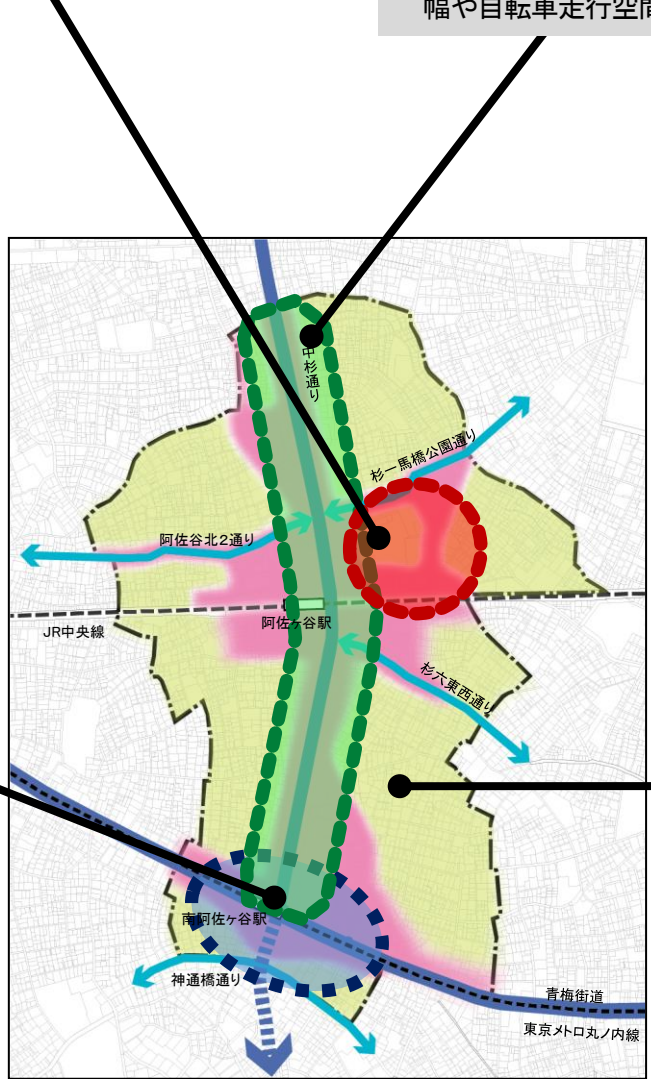 幅や自転車走行空間
中杉通り
杉一馬橋公園通り
阿佐谷北2通り
阿佐ヶ谷駅
JR中央線
杉六東西通り
南阿佐ヶ谷駅
神通橋通り
青梅街道
東京メトロ丸ノ内線